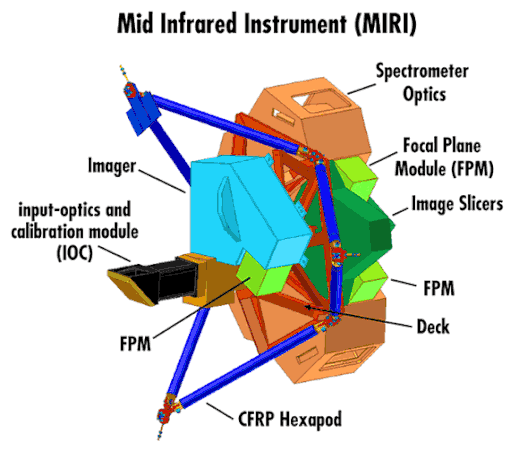 Mid Infrared Instrument (MIRI)
Spectrometer
Optics
Focal Plane
Module (FPM)
Imager
Image Slicers
input-optics and
calibration module
(IOC)
FPM
FPM
Deck
CFRP Hexapod